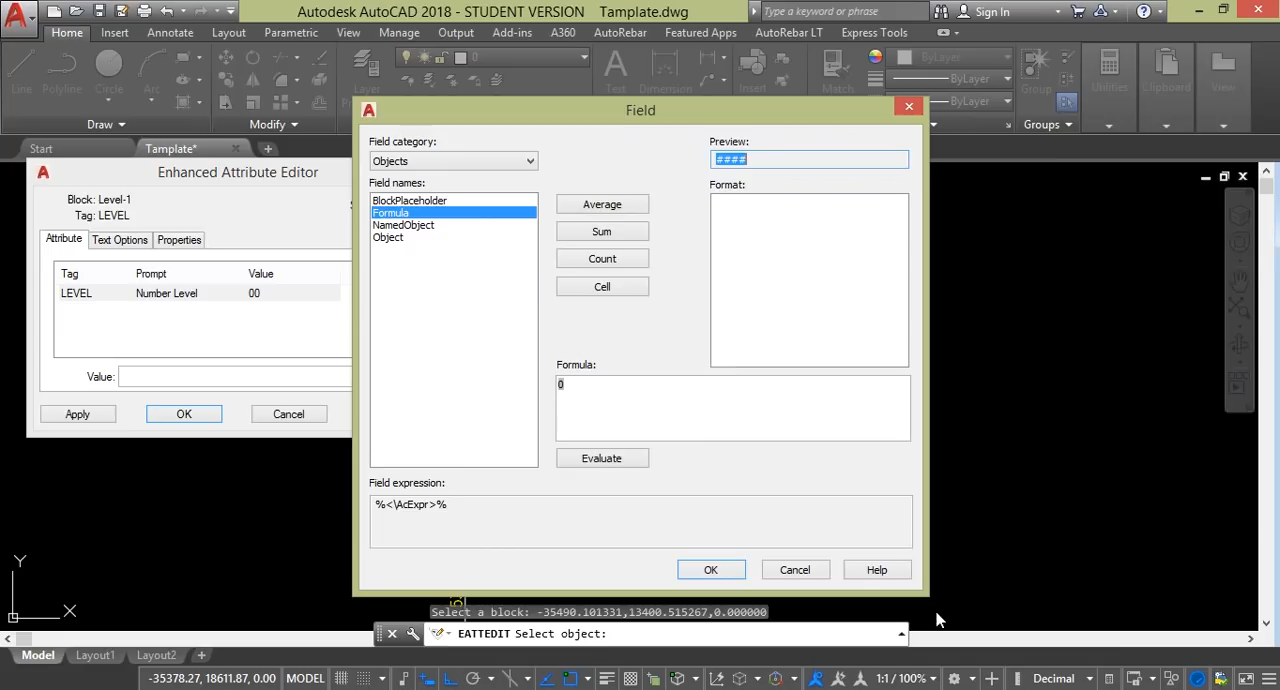 Autodesk AutoCAD 2018 - STUDENT VERSION Tamplate.dwg
Type a keyword or phrase
Sign In
Home Insert Annotate Layout Parametric View Manage Output Add-ins A360 AutoRebar Featured Apps AutoRebar LT Express Tools
Line Polyline Circle Arc
Layer
0
Text Dimension
Insert
Match
ByLayer
ByLayer
ByLayer
Group
Utilities
Clipboard
View
Draw
Modify
Groups
Start
Tamplate*
Field
Field category:
Objects
Field names:
BlockPlaceholder
Formula
NamedObject
Object
Average
Sum
Count
Cell
Preview:
####
Format:
Formula:
0
Evaluate
Field expression:
%<\AcExpr>%
OK
Cancel
Help
Enhanced Attribute Editor
Block: Level-1
Tag: LEVEL
Attribute Text Options Properties
Tag Prompt Value
LEVEL Number Level 00
Value:
Apply
OK
Cancel
Y
X
Select a block: -35490.101331,13400.515267,0.000000
EATTEDIT Select object:
Model Layout1 Layout2
-35378.27, 18611.87, 0.00 MODEL
1:1 / 100%
Decimal